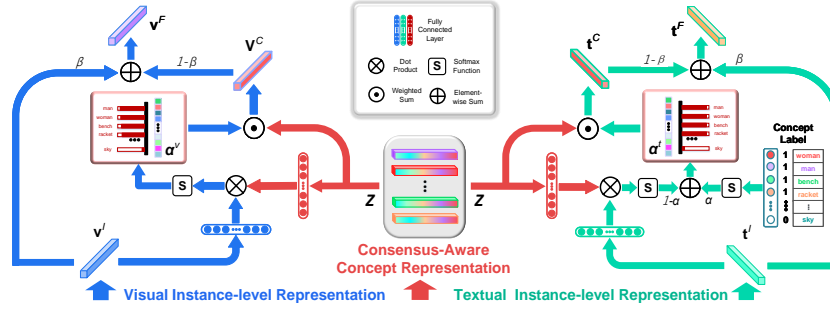 v^F
β
1-β
V^C
man
woman
bench
racket
sky
α^v
S
v^I
Visual Instance-level Representation
Fully
Connected
Layer
Dot
Product
S
Softmax
Function
Weighted
Sum
Element-
wise Sum
Z
Z
Consensus-Aware
Concept Representation
t^C
t^F
1-β
β
man
woman
bench
racket
sky
α^t
S
1-α
α
S
Concept
Label
1 woman
1 man
1 bench
1 racket
0 sky
t^I
Textual Instance-level Representation